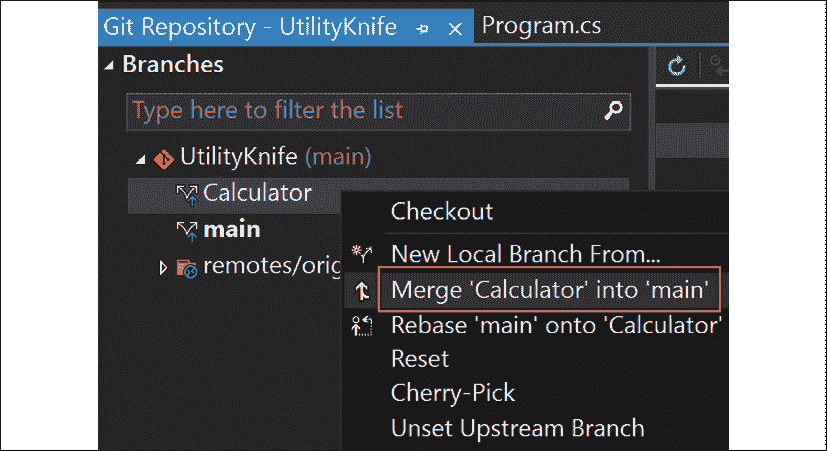 Git Repository - UtilityKnife
Program.cs
Branches
Type here to filter the list
UtilityKnife (main)
Calculator
main
remotes/orig
Checkout
New Local Branch From...
Merge 'Calculator' into 'main'
Rebase 'main' onto 'Calculator'
Reset
Cherry-Pick
Unset Upstream Branch